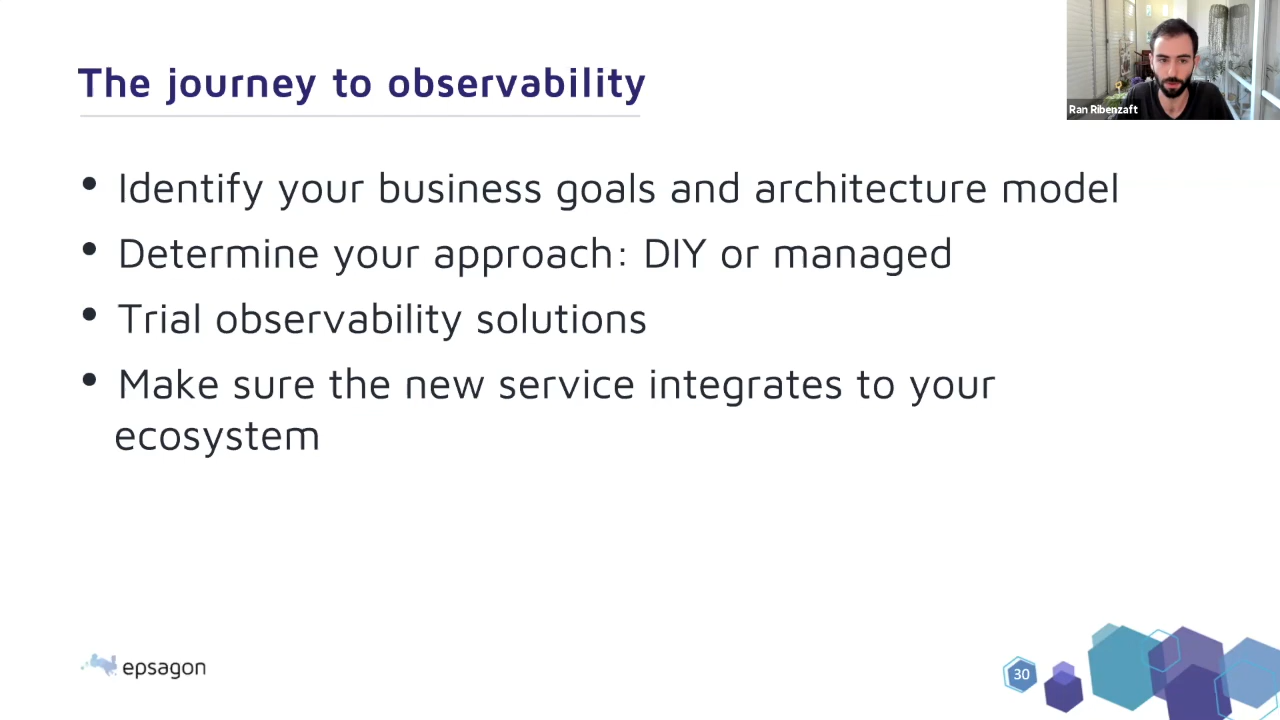 The journey to observability
Ran Ribenzaft
• Identify your business goals and architecture model
• Determine your approach: DIY or managed
• Trial observability solutions
• Make sure the new service integrates to your
ecosystem
epsagon
30